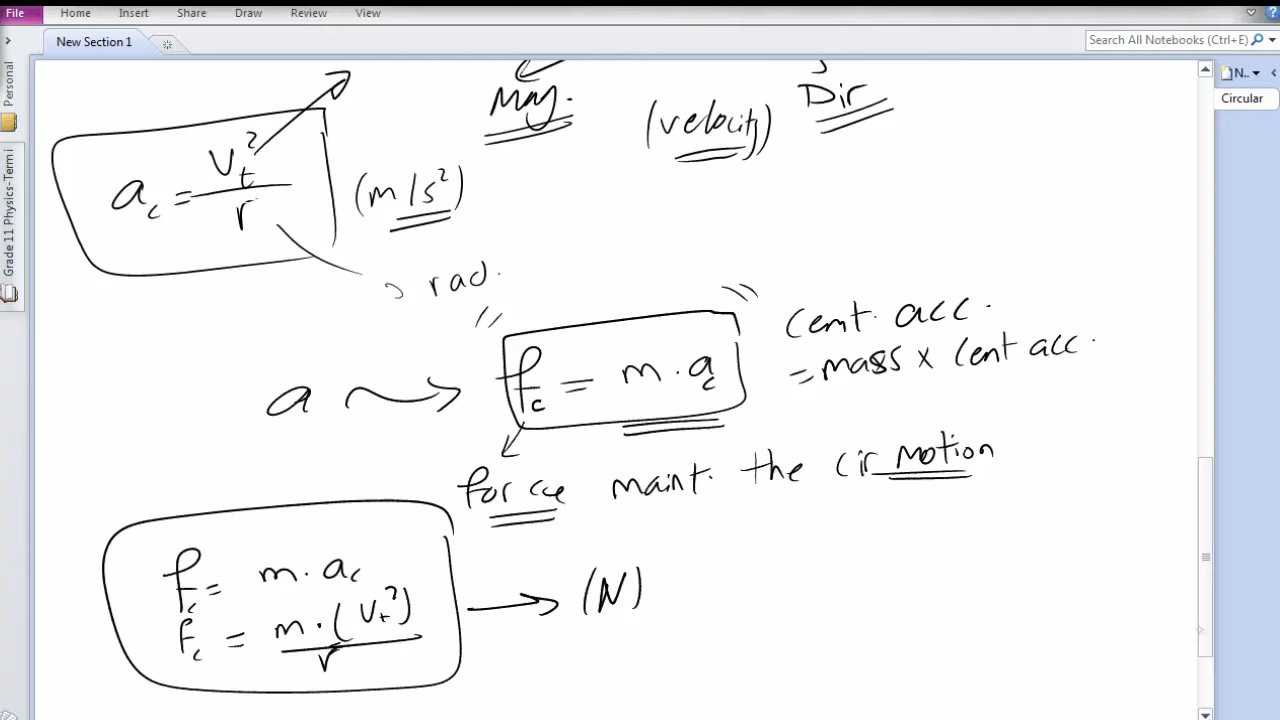 File Home Insert Share Draw Review View
New Section 1
Search All Notebooks (Ctrl+E)
Personal
Grade 11 Physics-Term i
N..
Circular
Mag.
(velocity)
Dir
a_c = v_t² / r
(m/s²)
rad.
a
f_c = m . a_c
Cent. acc.
= mass x Cent acc.
force maint. the cir motion
f_c = m . a_c
f_c = m . (v_t²) / r
(N)